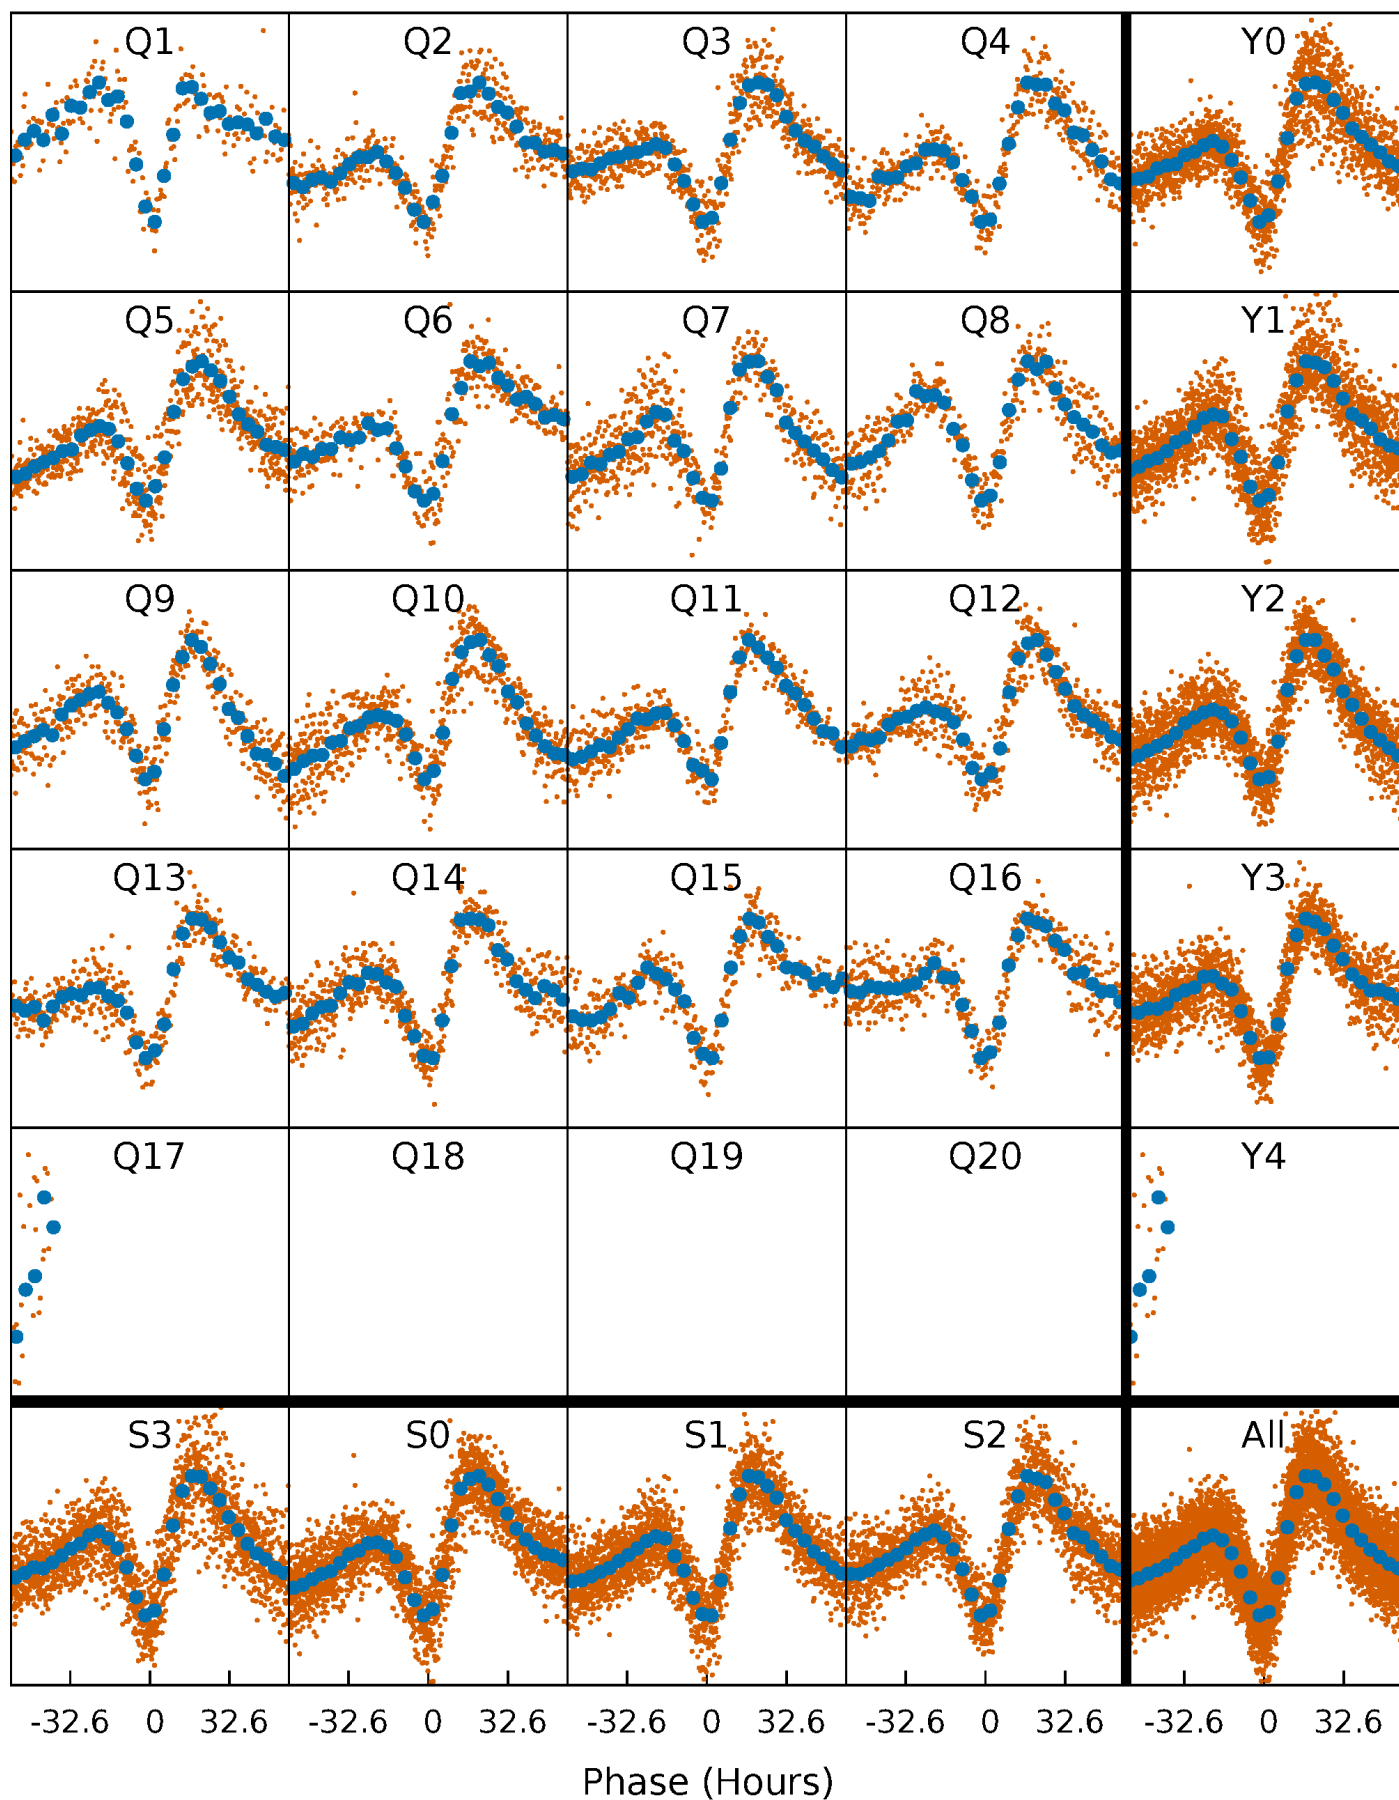 Q1 Q2 Q3 Q4 Y0
Q5 Q6 Q7 Q8 Y1
Q9 Q10 Q11 Q12 Y2
Q13 Q14 Q15 Q16 Y3
Q17 Q18 Q19 Q20 Y4
S3 S0 S1 S2 All
-32.6 0 32.6 -32.6 0 32.6 -32.6 0 32.6 -32.6 0 32.6 -32.6 0 32.6
Phase (Hours)